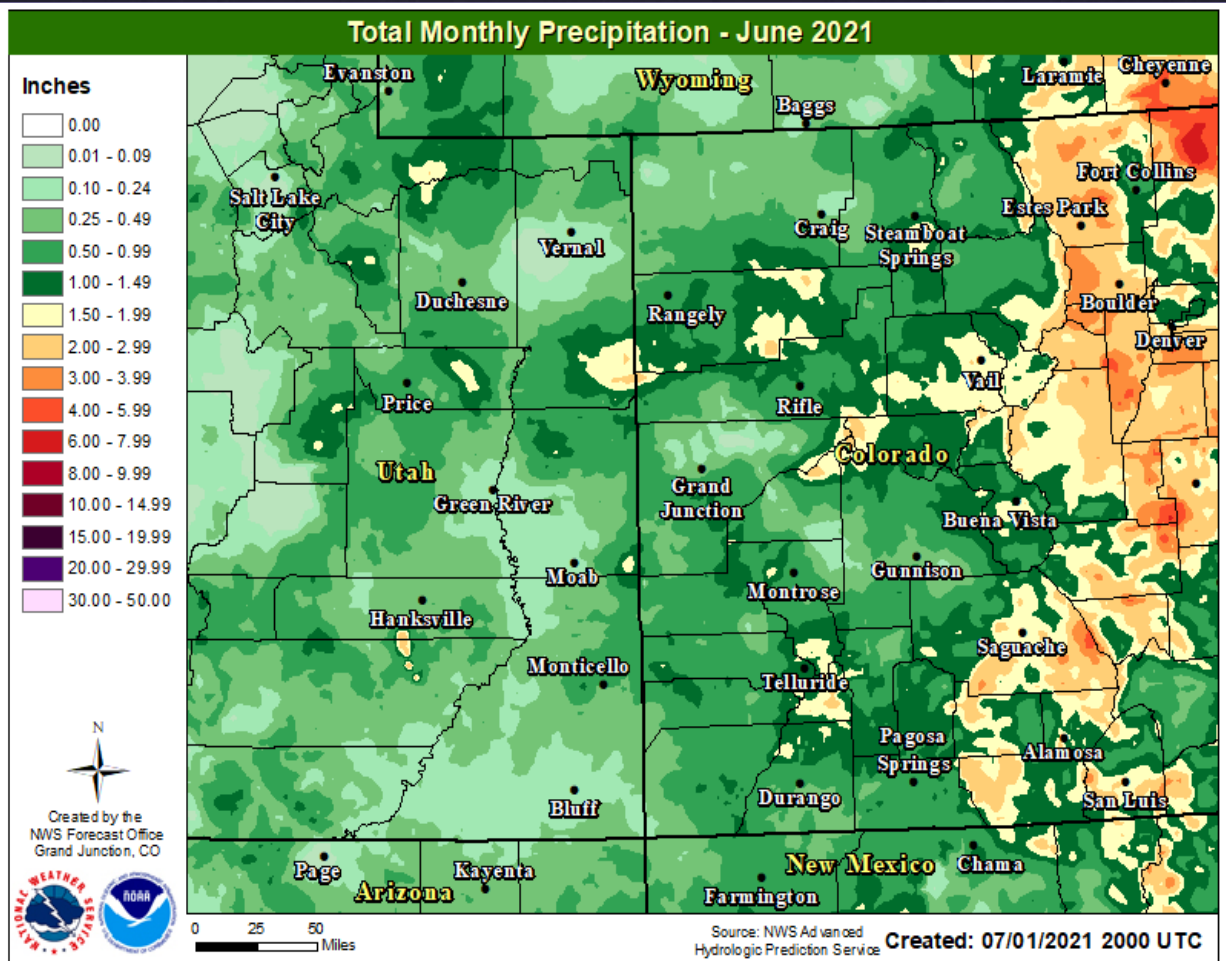 Total Monthly Precipitation - June 2021
Inches
0.00
0.01 - 0.09
0.10 - 0.24
0.25 - 0.49
0.50 - 0.99
1.00 - 1.49
1.50 - 1.99
2.00 - 2.99
3.00 - 3.99
4.00 - 5.99
6.00 - 7.99
8.00 - 9.99
10.00 - 14.99
15.00 - 19.99
20.00 - 29.99
30.00 - 50.00
N
Created by the
NWS Forecast Office
Grand Junction, CO
NATIONAL WEATHER SERVICE
NOAA
Evanston
Wyoming
Baggs
Laramie
Cheyenne
Salt Lake
City
Vernal
Duchesne
Craig
Steamboat
Springs
Fort Collins
Estes Park
Rangely
Boulder
Denver
Price
Rifle
Vail
Utah
Colorado
Green River
Grand
Junction
Buena Vista
Moab
Montrose
Gunnison
Hanksville
Saguache
Monticello
Telluride
Pagosa
Springs
Alamosa
Bluff
Durango
San Luis
Page
Arizona
Kayenta
New Mexico
Chama
Farmington
0 25 50
Miles
Source: NWS Advanced
Hydrologic Prediction Service
Created: 07/01/2021 2000 UTC